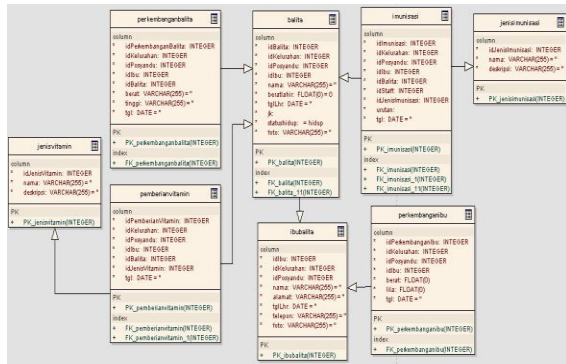 perkembanganbalita
column
* idPerkembanganBalita: INTEGER
* idKelurahan: INTEGER
* idPosyandu: INTEGER
* idIbu: INTEGER
* idBalita: INTEGER
* berat: VARCHAR(255) = *
* tinggi: VARCHAR(255) = *
* tgl: DATE = *
PK
+ PK_perkembanganbalita(INTEGER)
index
+ FK_perkembanganbalita(INTEGER)
balita
column
* idBalita: INTEGER
* idKelurahan: INTEGER
* idPosyandu: INTEGER
* idIbu: INTEGER
* nama: VARCHAR(255) = *
* beratlahir: FLOAT(0) = 0
* tglLhr: DATE = *
* jk:
* statushidup: = hidup
* foto: VARCHAR(255) = *
PK
+ PK_balita(INTEGER)
index
+ FK_balita(INTEGER)
+ FK_balita_11(INTEGER)
imunisasi
column
* idImunisasi: INTEGER
* idKelurahan: INTEGER
* idPosyandu: INTEGER
* idIbu: INTEGER
* idBalita: INTEGER
* idStaff: INTEGER
* idJenisImunisasi: INTEGER
* urutan:
* tgl: DATE = *
PK
+ PK_imunisasi(INTEGER)
index
+ FK_imunisasi(INTEGER)
+ FK_imunisasi_1(INTEGER)
+ FK_imunisasi_11(INTEGER)
jenisimunisasi
column
* idJenisImunisasi: INTEGER
* nama: VARCHAR(255) = *
* deskripsi: VARCHAR(255) = *
PK
+ PK_jenisimunisasi(INTEGER)
jenisvitamin
column
* idJenisVitamin: INTEGER
* nama: VARCHAR(255) = *
* deskripsi: VARCHAR(255) = *
PK
+ PK_jenisvitamin(INTEGER)
pemberianvitamin
column
* idPemberianVitamin: INTEGER
* idKelurahan: INTEGER
* idPosyandu: INTEGER
* idIbu: INTEGER
* idBalita: INTEGER
* idJenisVitamin: INTEGER
* tgl: DATE = *
PK
+ PK_pemberianvitamin(INTEGER)
index
+ FK_pemberianvitamin(INTEGER)
+ FK_pemberianvitamin_1(INTEGER)
ibubalita
column
* idIbu: INTEGER
* idKelurahan: INTEGER
* idPosyandu: INTEGER
* nama: VARCHAR(255) = *
* alamat: VARCHAR(255) = *
* tglLhr: DATE = *
* telepon: VARCHAR(255) = *
* foto: VARCHAR(255) = *
PK
+ PK_ibubalita(INTEGER)
perkembanganibu
column
* idPerkembanganIbu: INTEGER
* idKelurahan: INTEGER
* idPosyandu: INTEGER
* idIbu: INTEGER
* berat: FLOAT(0)
* lila: FLOAT(0)
* tgl: DATE = *
PK
+ PK_perkembanganibu(INTEGER)
index
+ FK_perkembanganibu(INTEGER)